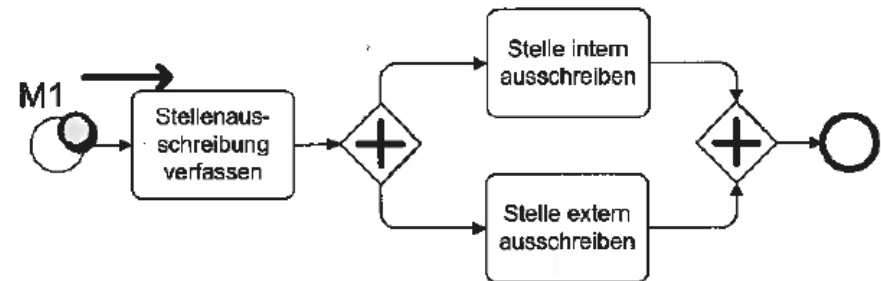 M1
Stellenaus-
schreibung
verfassen
Stelle intern
ausschreiben
Stelle extern
ausschreiben